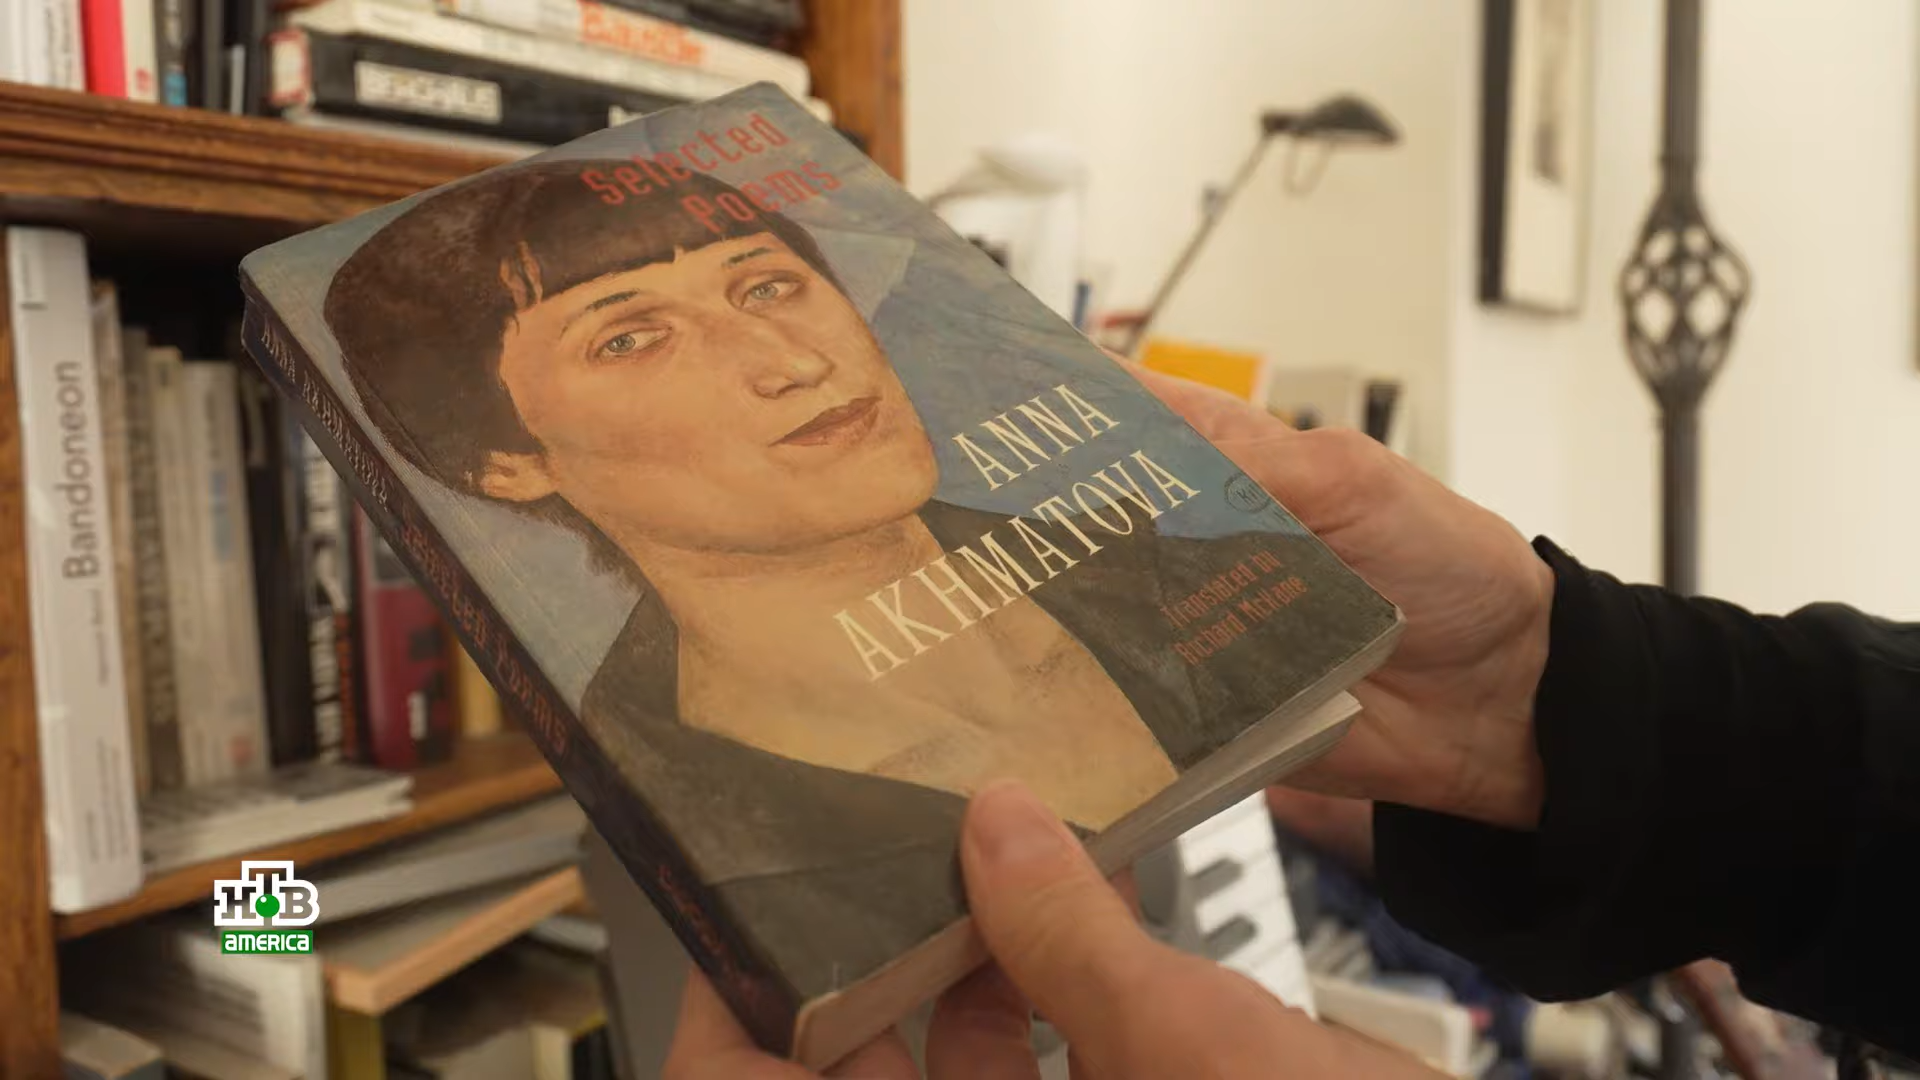 Selected
Poems
ANNA
AKHMATOVA
Translated by
Richard McKane
ANNA AKHMATOVA Selected Poems
Bandoneon
НТВ
AMERICA